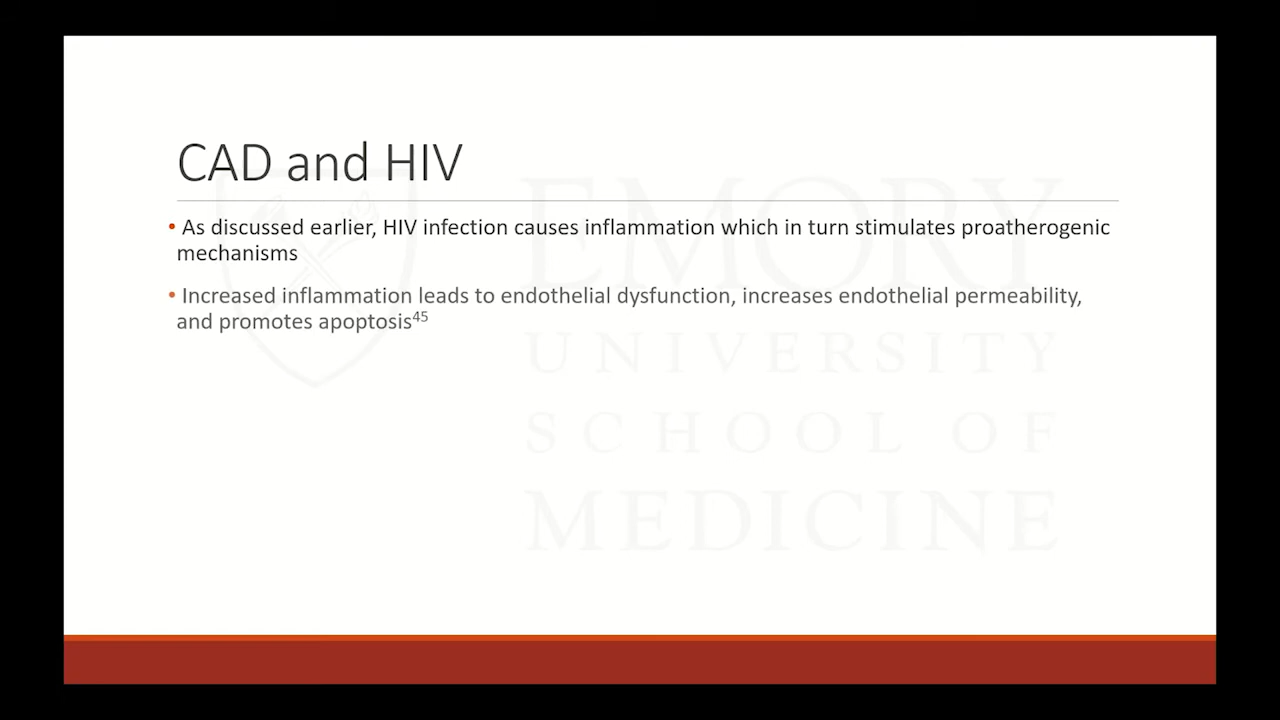 CAD and HIV
• As discussed earlier, HIV infection causes inflammation which in turn stimulates proatherogenic
mechanisms
• Increased inflammation leads to endothelial dysfunction, increases endothelial permeability,
and promotes apoptosis⁴⁵
EMORY
UNIVERSITY
SCHOOL OF
MEDICINE